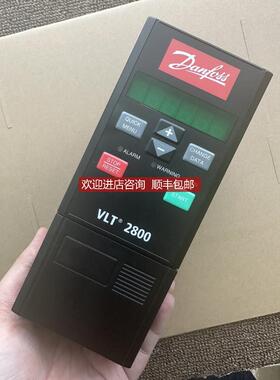 Danfoss
QUICK
MENU
+
CHANGE
DATA
−
ALARM
WARNING
STOP
RESET
START
欢迎进店咨询 顺丰包邮
VLT® 2800